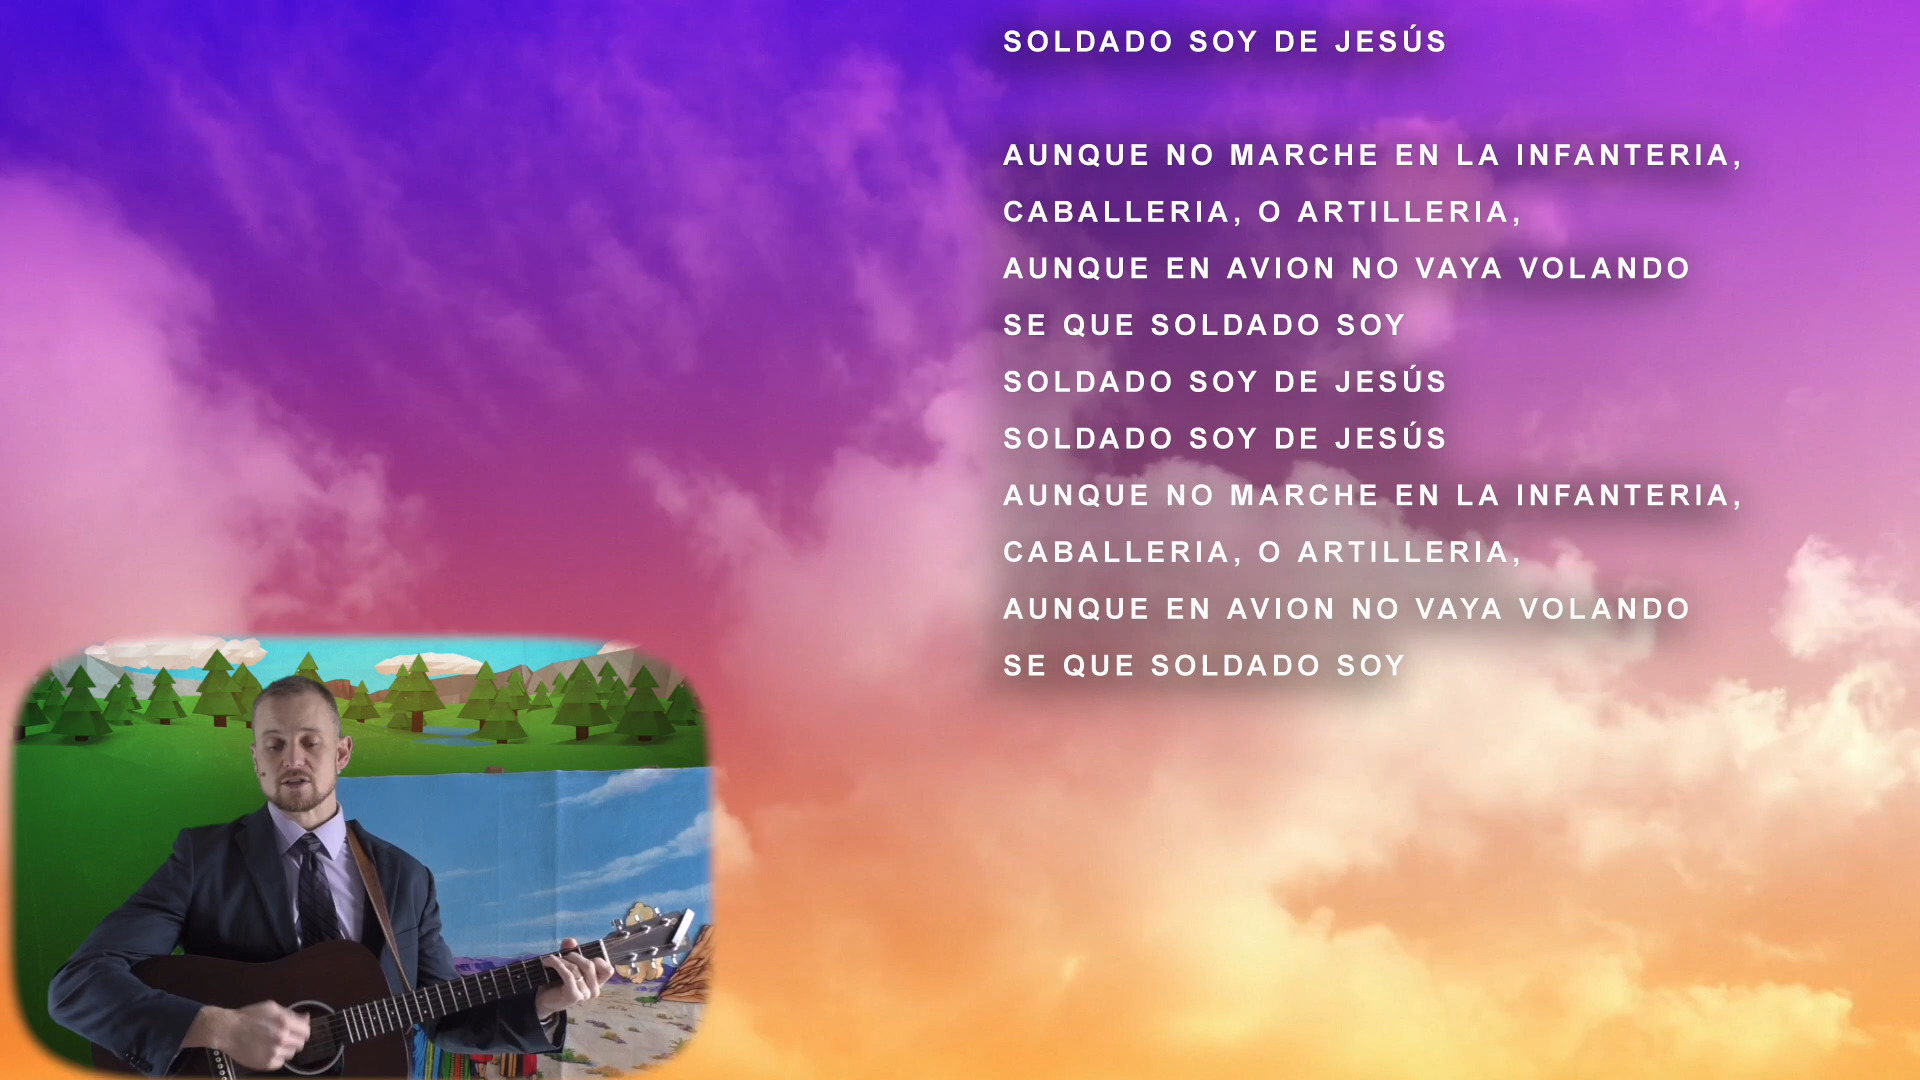 SOLDADO SOY DE JESÚS
AUNQUE NO MARCHE EN LA INFANTERIA,
CABALLERIA, O ARTILLERIA,
AUNQUE EN AVION NO VAYA VOLANDO
SE QUE SOLDADO SOY
SOLDADO SOY DE JESÚS
SOLDADO SOY DE JESÚS
AUNQUE NO MARCHE EN LA INFANTERIA,
CABALLERIA, O ARTILLERIA,
AUNQUE EN AVION NO VAYA VOLANDO
SE QUE SOLDADO SOY